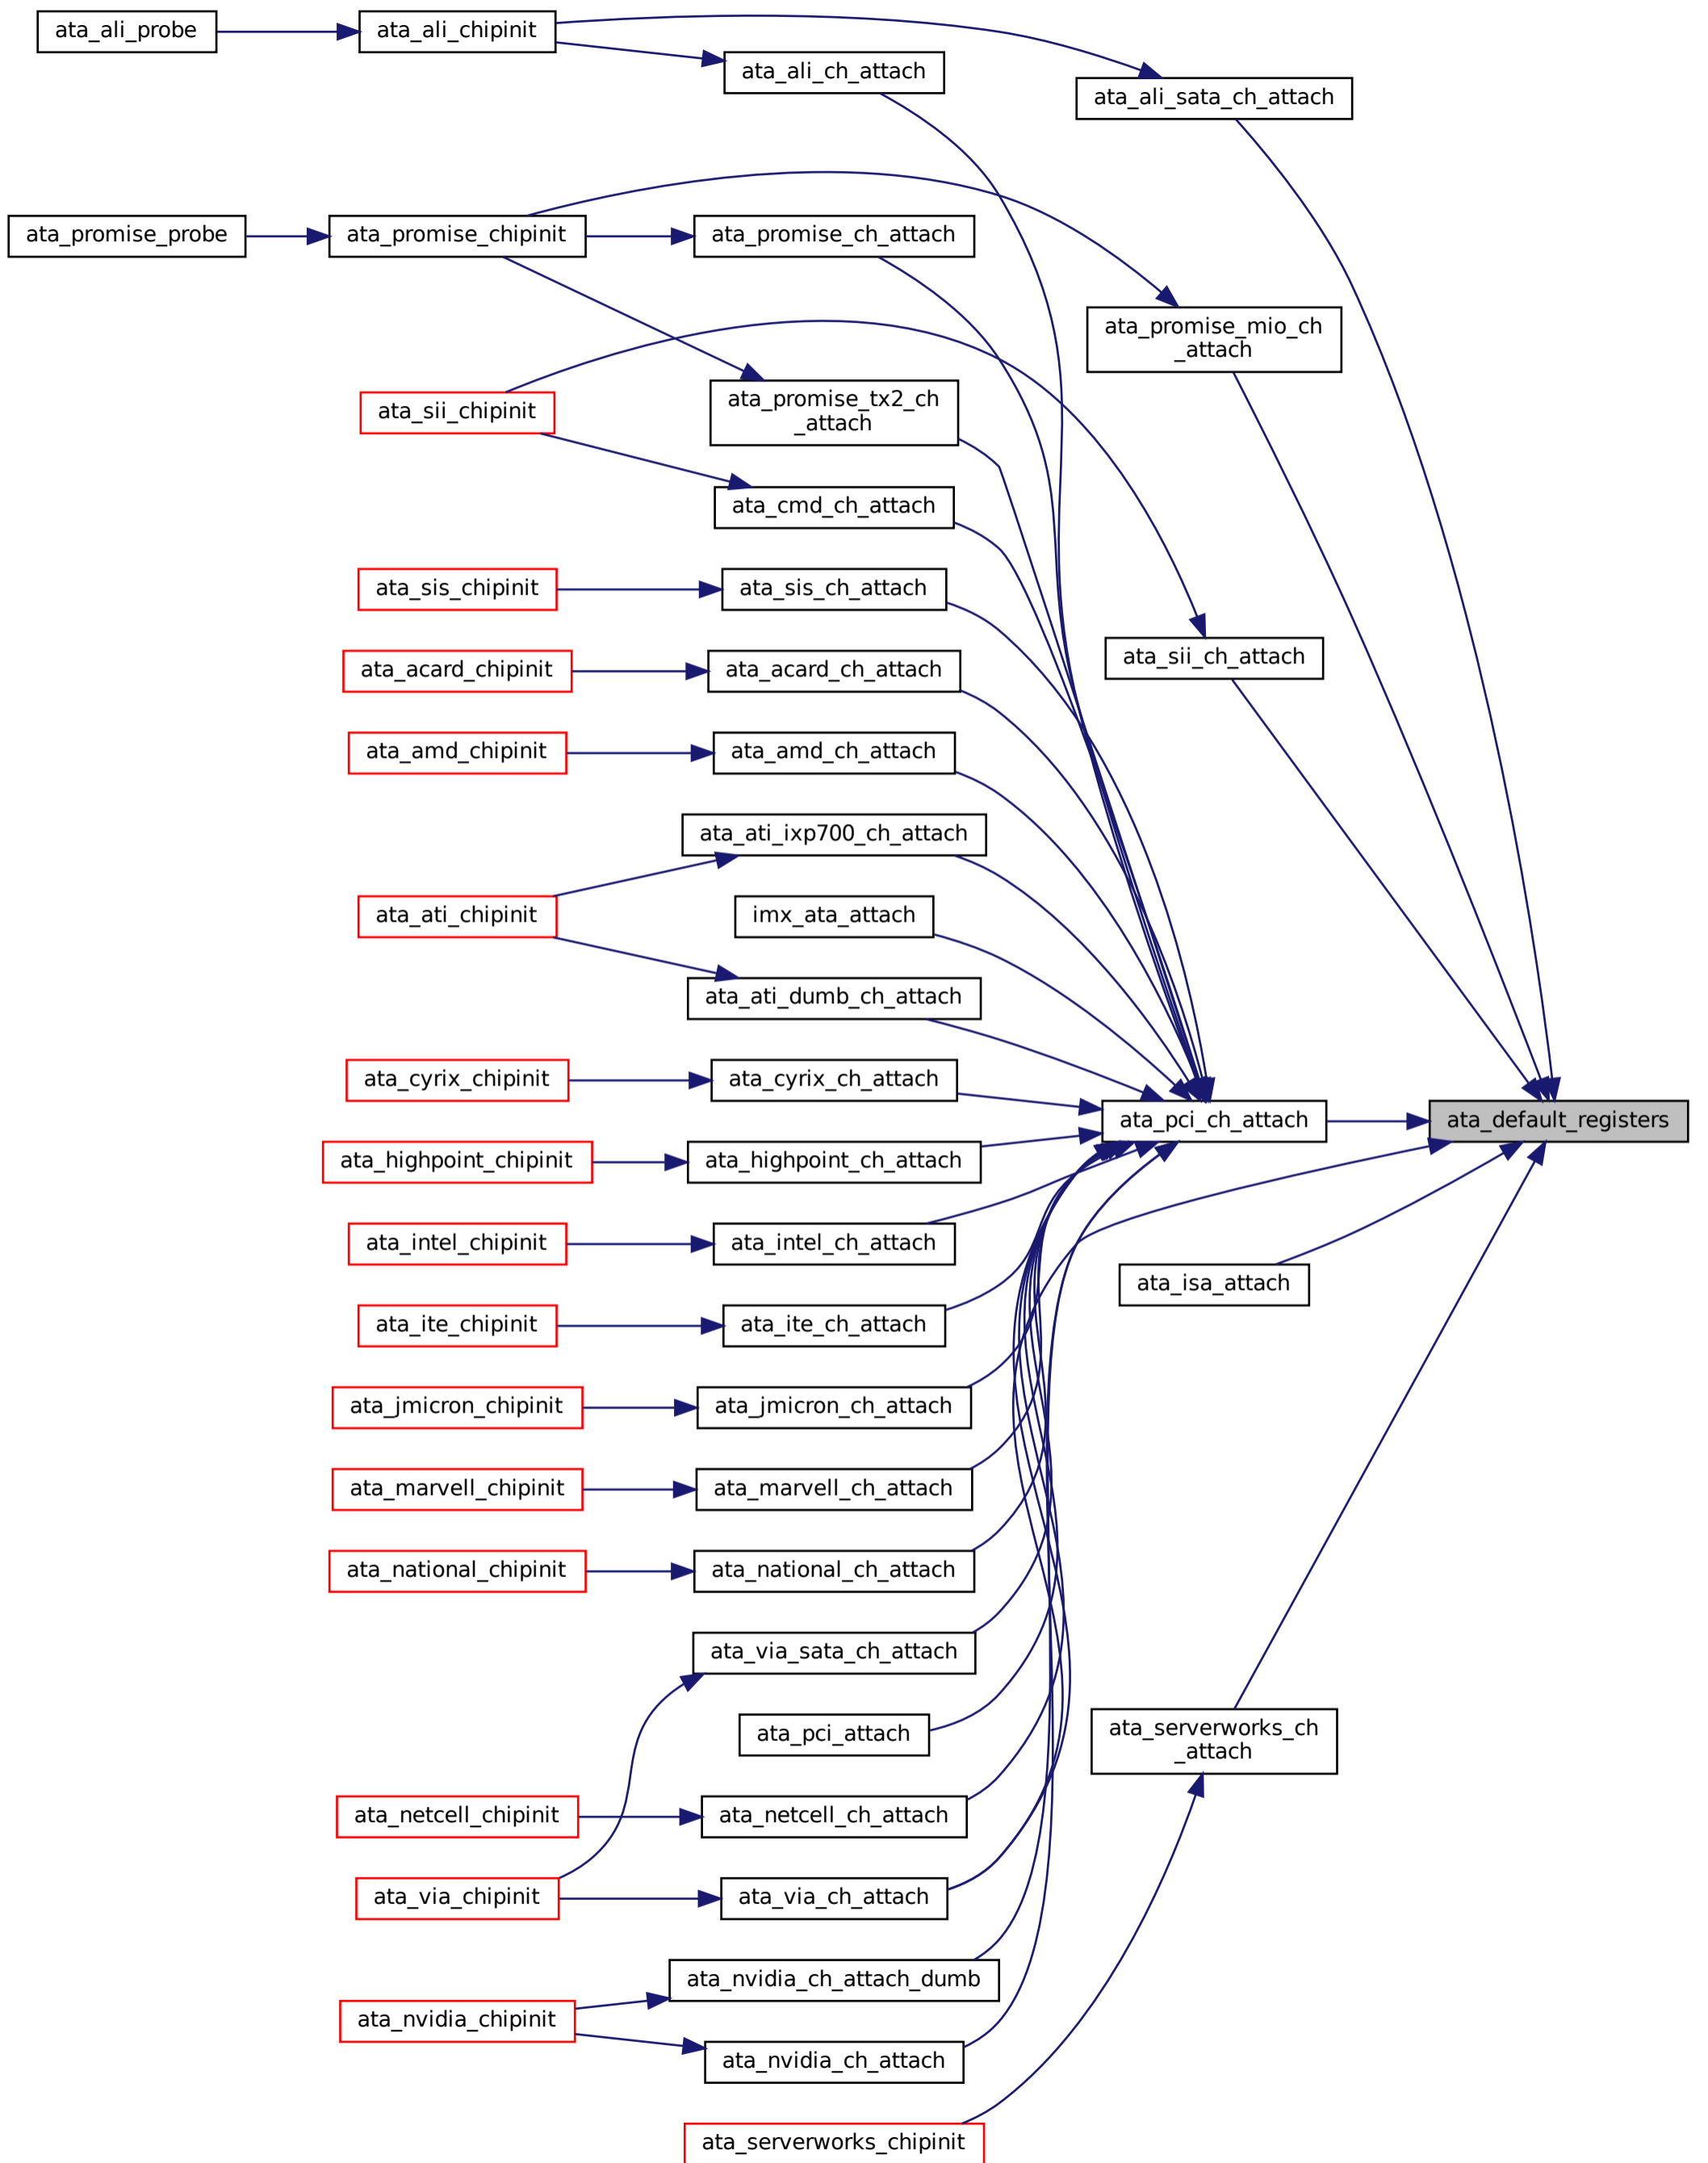 ata_ali_probe
ata_ali_chipinit
ata_ali_ch_attach
ata_ali_sata_ch_attach
ata_promise_probe
ata_promise_chipinit
ata_promise_ch_attach
ata_promise_mio_ch
_attach
ata_sii_chipinit
ata_promise_tx2_ch
_attach
ata_cmd_ch_attach
ata_sis_chipinit
ata_sis_ch_attach
ata_sii_ch_attach
ata_acard_chipinit
ata_acard_ch_attach
ata_amd_chipinit
ata_amd_ch_attach
ata_ati_ixp700_ch_attach
ata_ati_chipinit
imx_ata_attach
ata_ati_dumb_ch_attach
ata_cyrix_chipinit
ata_cyrix_ch_attach
ata_pci_ch_attach
ata_default_registers
ata_highpoint_chipinit
ata_highpoint_ch_attach
ata_intel_chipinit
ata_intel_ch_attach
ata_isa_attach
ata_ite_chipinit
ata_ite_ch_attach
ata_jmicron_chipinit
ata_jmicron_ch_attach
ata_marvell_chipinit
ata_marvell_ch_attach
ata_national_chipinit
ata_national_ch_attach
ata_via_sata_ch_attach
ata_pci_attach
ata_serverworks_ch
_attach
ata_netcell_chipinit
ata_netcell_ch_attach
ata_via_chipinit
ata_via_ch_attach
ata_nvidia_ch_attach_dumb
ata_nvidia_chipinit
ata_nvidia_ch_attach
ata_serverworks_chipinit